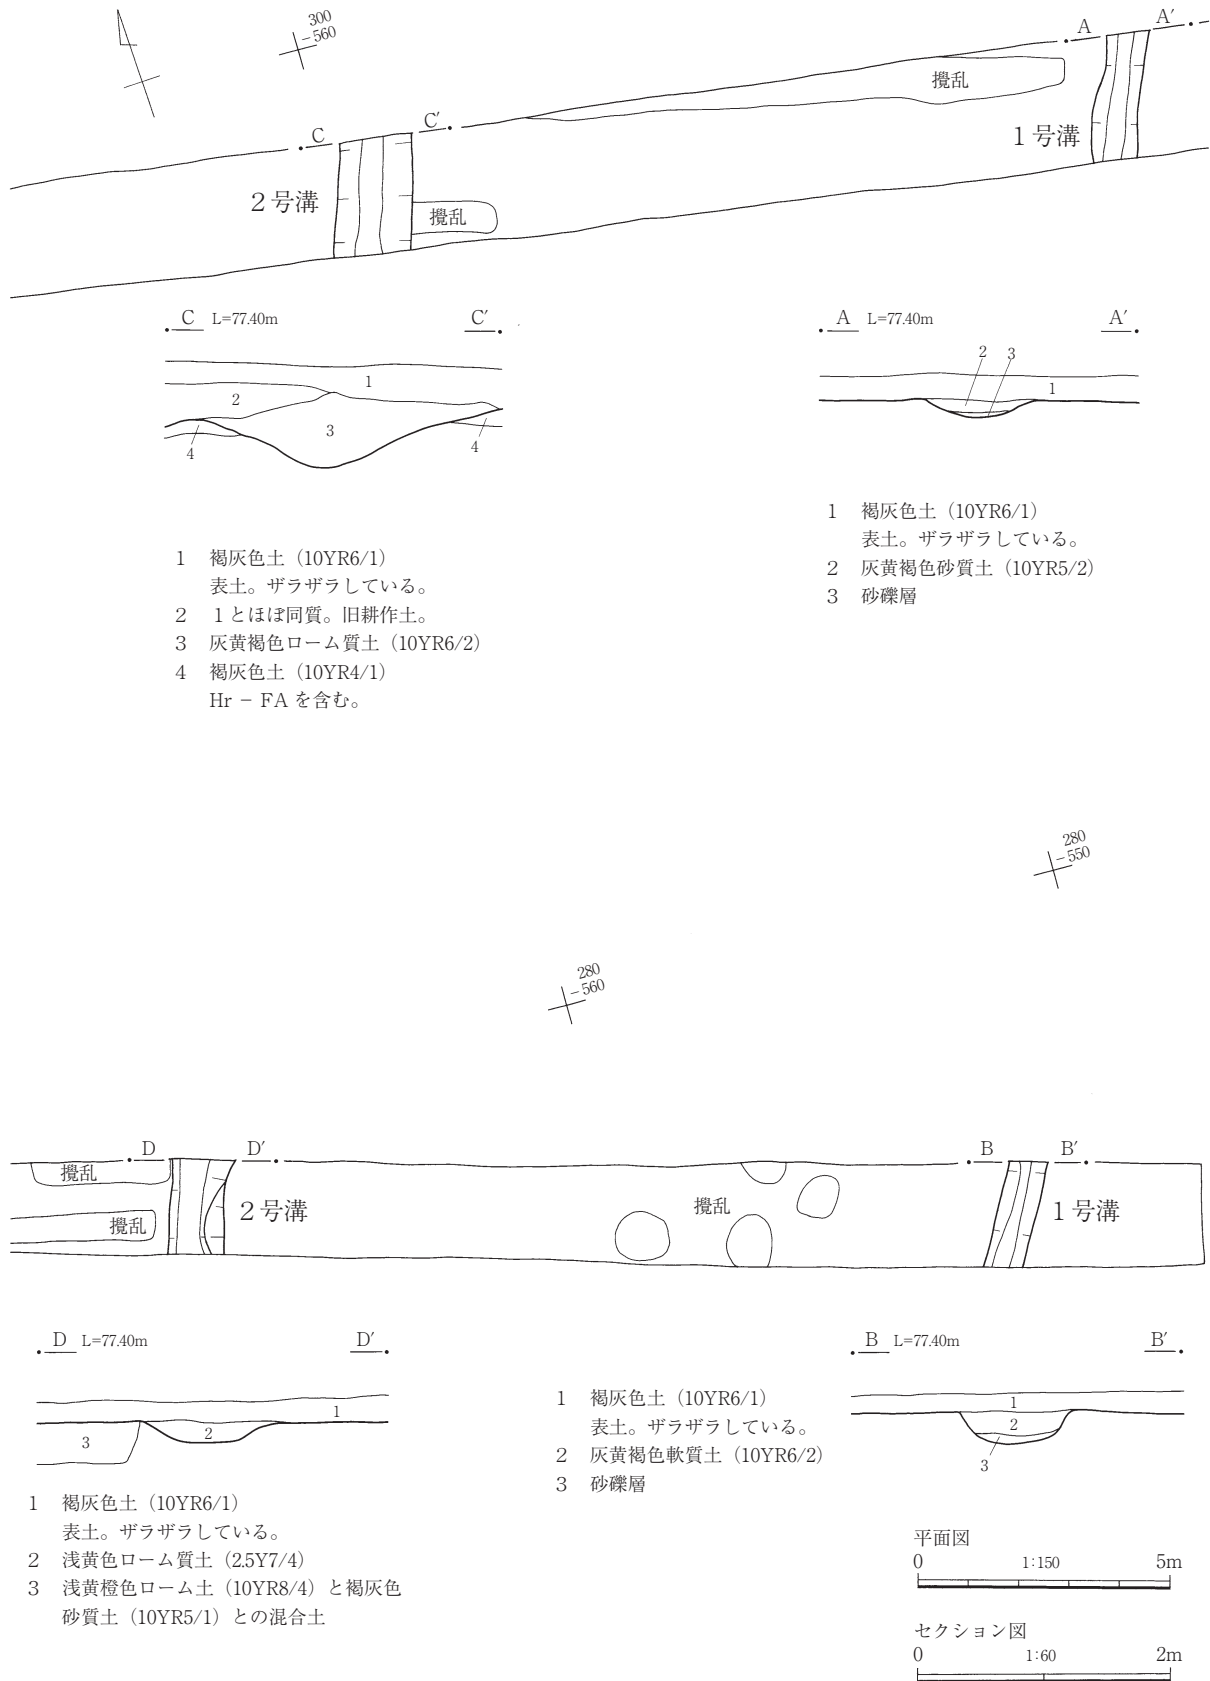 300
−560
A
A′
C
C′
攪乱
1号溝
2号溝
攪乱
C L=77.40m C′
1
2
3
4
4
A L=77.40m A′
2 3
1
1 褐灰色土（10YR6/1）
表土。ザラザラしている。
2 1とほぼ同質。旧耕作土。
3 灰黄褐色ローム質土（10YR6/2）
4 褐灰色土（10YR4/1）
Hr − FA を含む。
1 褐灰色土（10YR6/1）
表土。ザラザラしている。
2 灰黄褐色砂質土（10YR5/2）
3 砂礫層
280
−550
280
−560
D
D′
B
B′
攪乱
攪乱
2号溝
攪乱
1号溝
D L=77.40m D′
1
2
3
B L=77.40m B′
1
2
3
1 褐灰色土（10YR6/1）
表土。ザラザラしている。
2 浅黄色ローム質土（2.5Y7/4）
3 浅黄橙色ローム土（10YR8/4）と褐灰色
砂質土（10YR5/1）との混合土
1 褐灰色土（10YR6/1）
表土。ザラザラしている。
2 灰黄褐色軟質土（10YR6/2）
3 砂礫層
平面図
0 1:150 5m
セクション図
0 1:60 2m